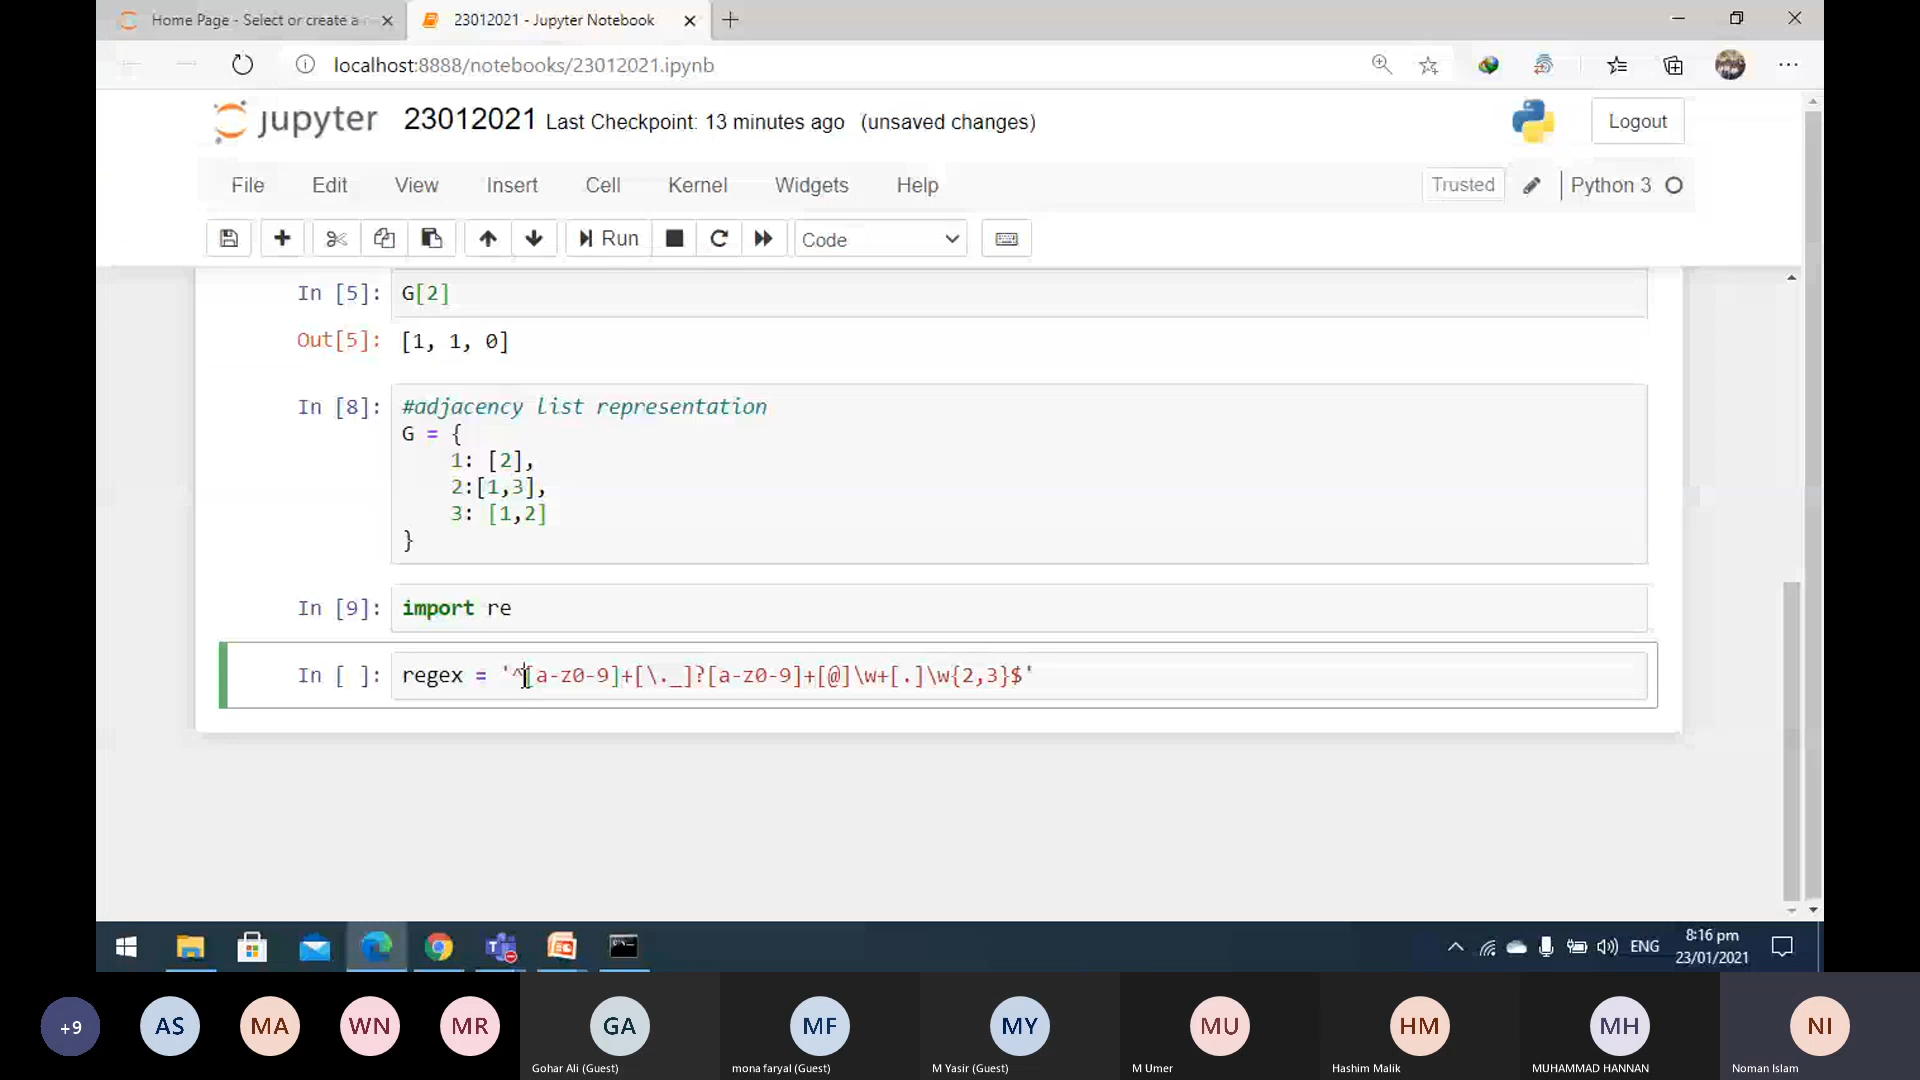 Home Page - Select or create a
23012021 - Jupyter Notebook
localhost:8888/notebooks/23012021.ipynb
jupyter 23012021 Last Checkpoint: 13 minutes ago (unsaved changes)
Logout
File Edit View Insert Cell Kernel Widgets Help
Trusted
Python 3
Run
Code
In [5]: G[2]
Out[5]: [1, 1, 0]
In [8]: #adjacency list representation
G = {
1: [2],
2:[1,3],
3: [1,2]
}
In [9]: import re
In [ ]: regex = '^[a-z0-9]+[\._]?[a-z0-9]+[@]\w+[.]\w{2,3}$'
ENG
8:16 pm
23/01/2021
+9 AS MA WN MR GA MF MY MU HM MH NI
Gohar Ali (Guest) mona faryal (Guest) M Yasir (Guest) M Umer Hashim Malik MUHAMMAD HANNAN Noman Islam